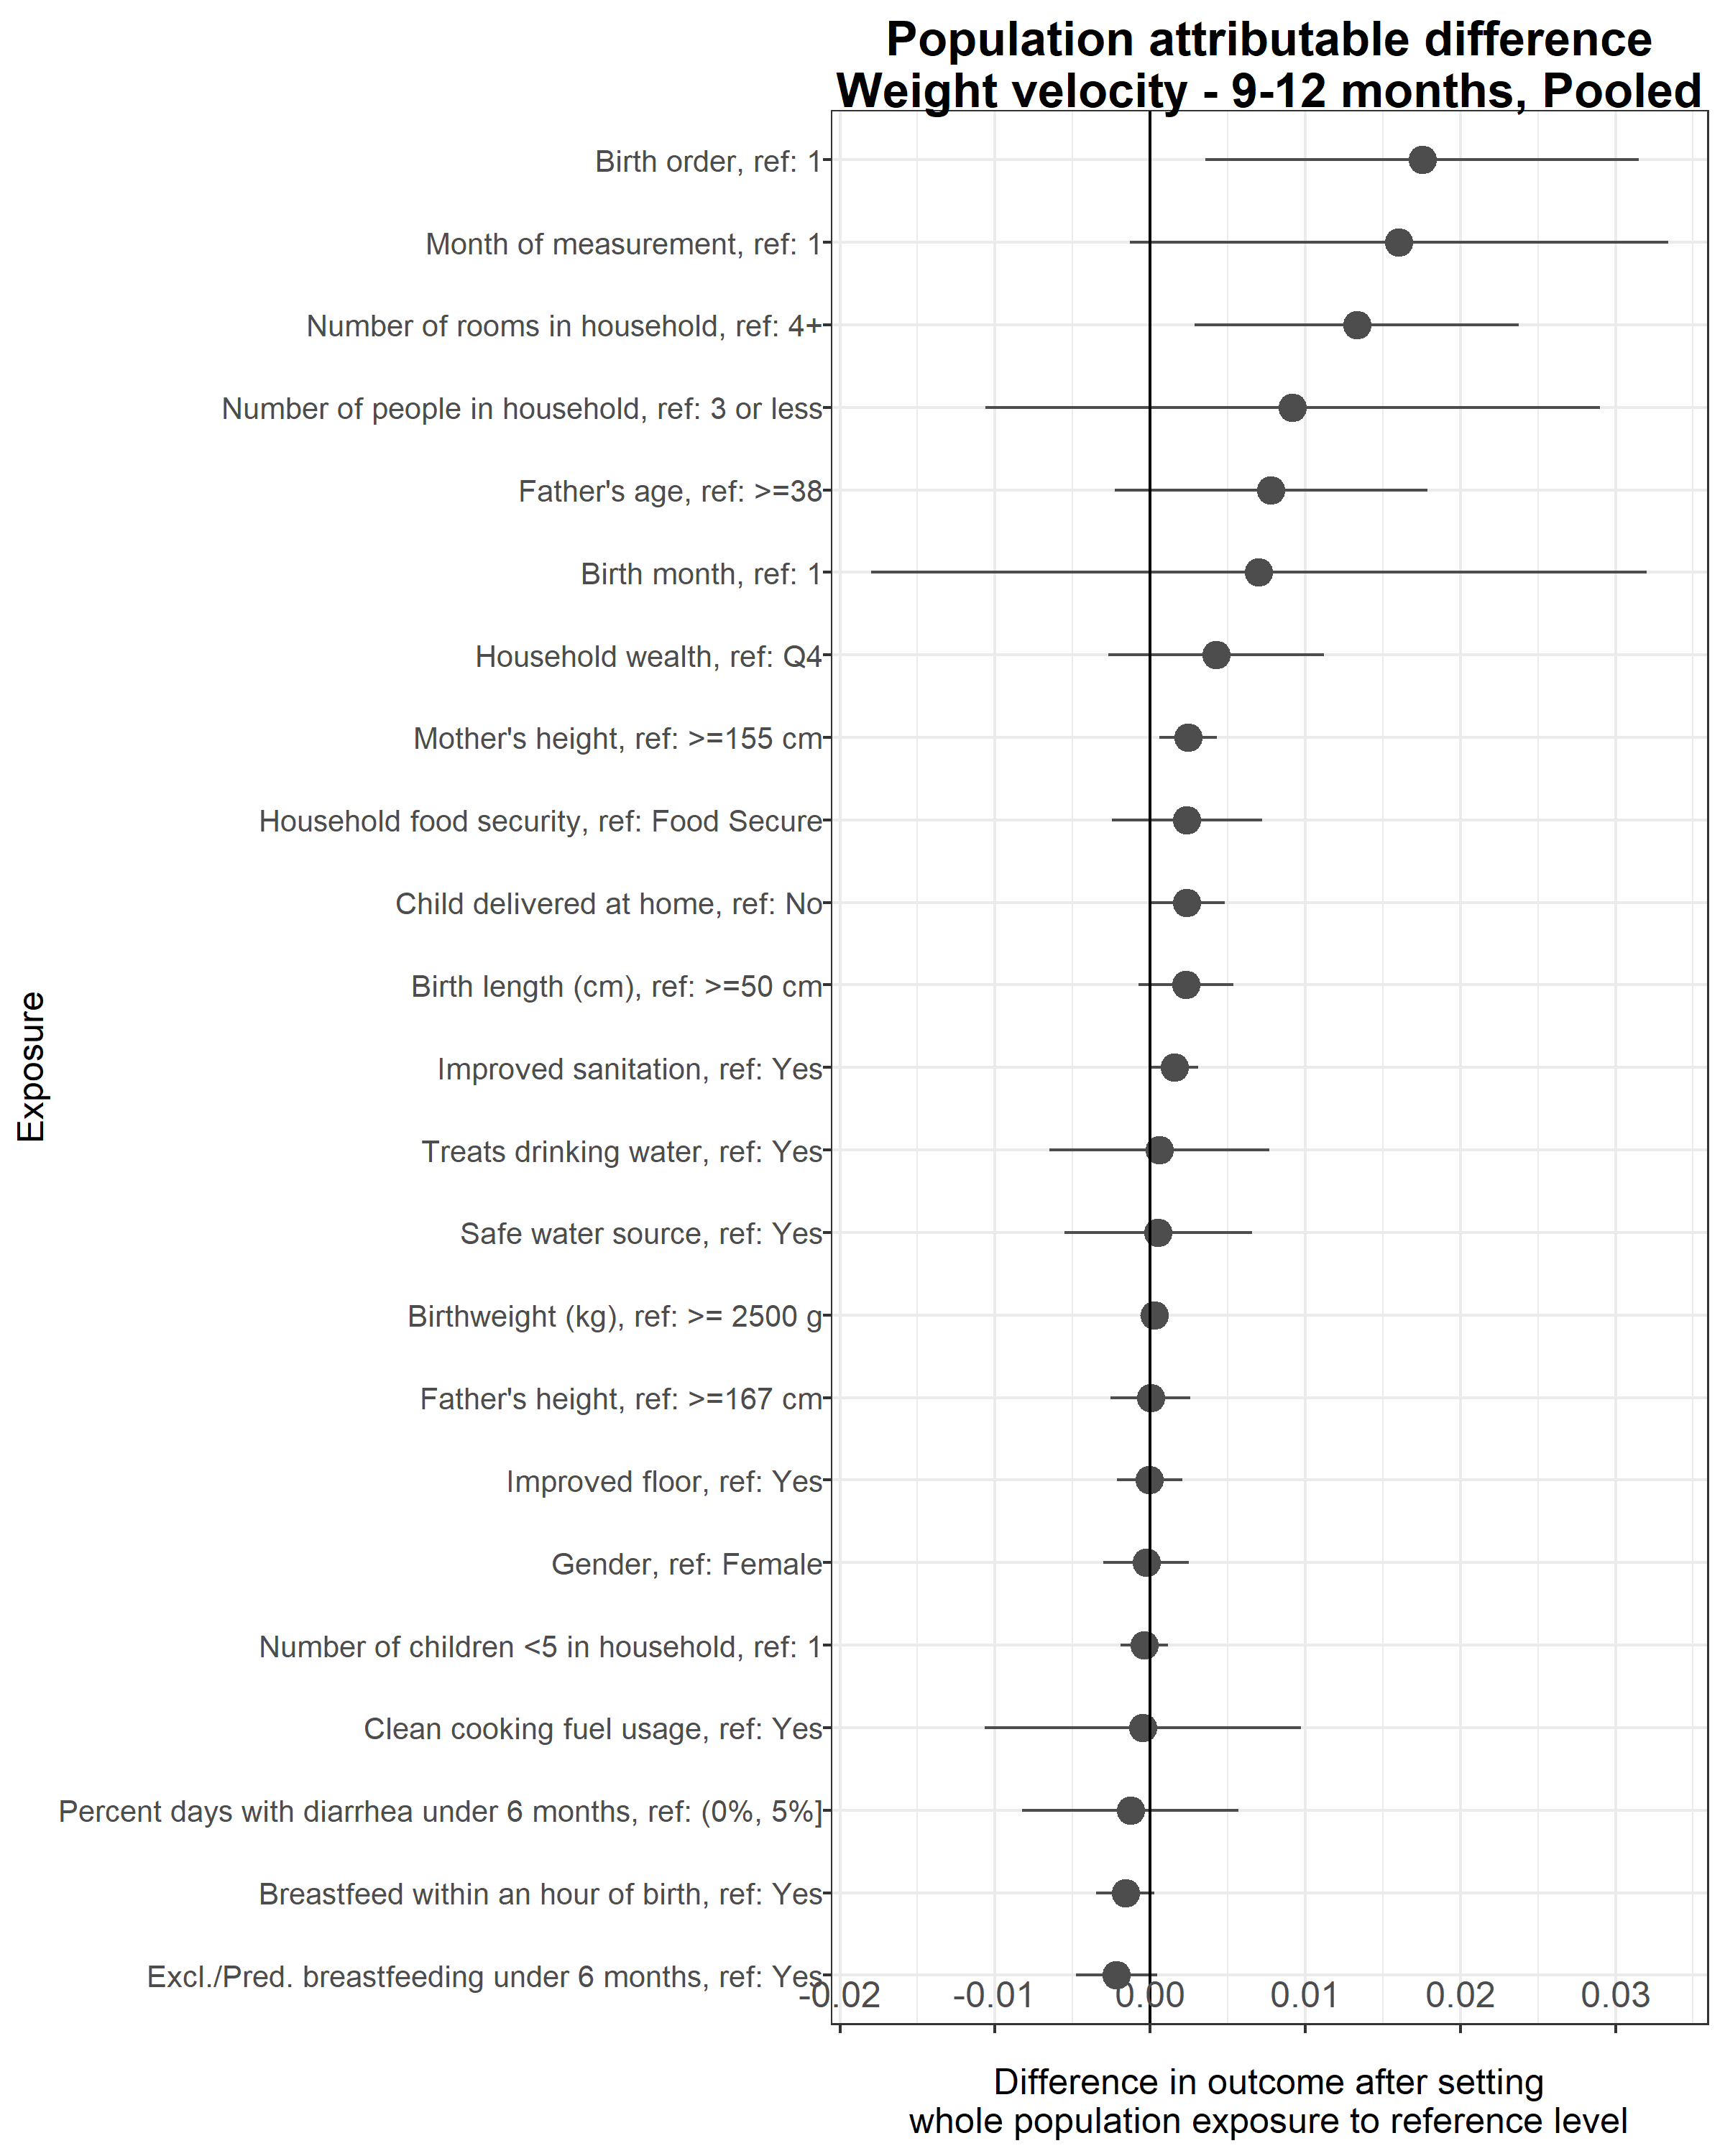 Population attributable difference
Weight velocity - 9-12 months, Pooled
Birth order, ref: 1
Month of measurement, ref: 1
Number of rooms in household, ref: 4+
Number of people in household, ref: 3 or less
Father's age, ref: >=38
Birth month, ref: 1
Household wealth, ref: Q4
Mother's height, ref: >=155 cm
Household food security, ref: Food Secure
Child delivered at home, ref: No
Birth length (cm), ref: >=50 cm
Improved sanitation, ref: Yes
Treats drinking water, ref: Yes
Safe water source, ref: Yes
Birthweight (kg), ref: >= 2500 g
Father's height, ref: >=167 cm
Improved floor, ref: Yes
Gender, ref: Female
Number of children <5 in household, ref: 1
Clean cooking fuel usage, ref: Yes
Percent days with diarrhea under 6 months, ref: (0%, 5%]
Breastfeed within an hour of birth, ref: Yes
Excl./Pred. breastfeeding under 6 months, ref: Yes
Exposure
-0.02 -0.01 0.00 0.01 0.02 0.03
Difference in outcome after setting
whole population exposure to reference level